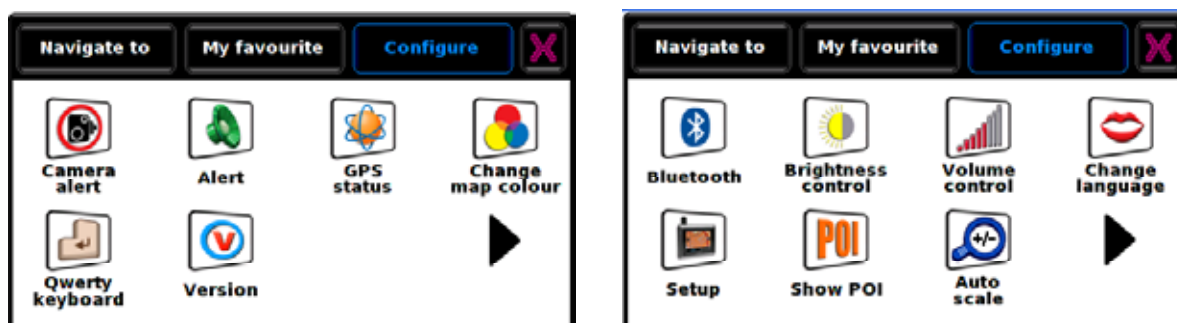 Navigate to
My favourite
Configure
X
Camera
alert
Alert
GPS
status
Change
map colour
Qwerty
keyboard
V
Version
Navigate to
My favourite
Configure
X
Bluetooth
Brightness
control
Volume
control
Change
language
Setup
POI
Show POI
+/-
Auto
scale